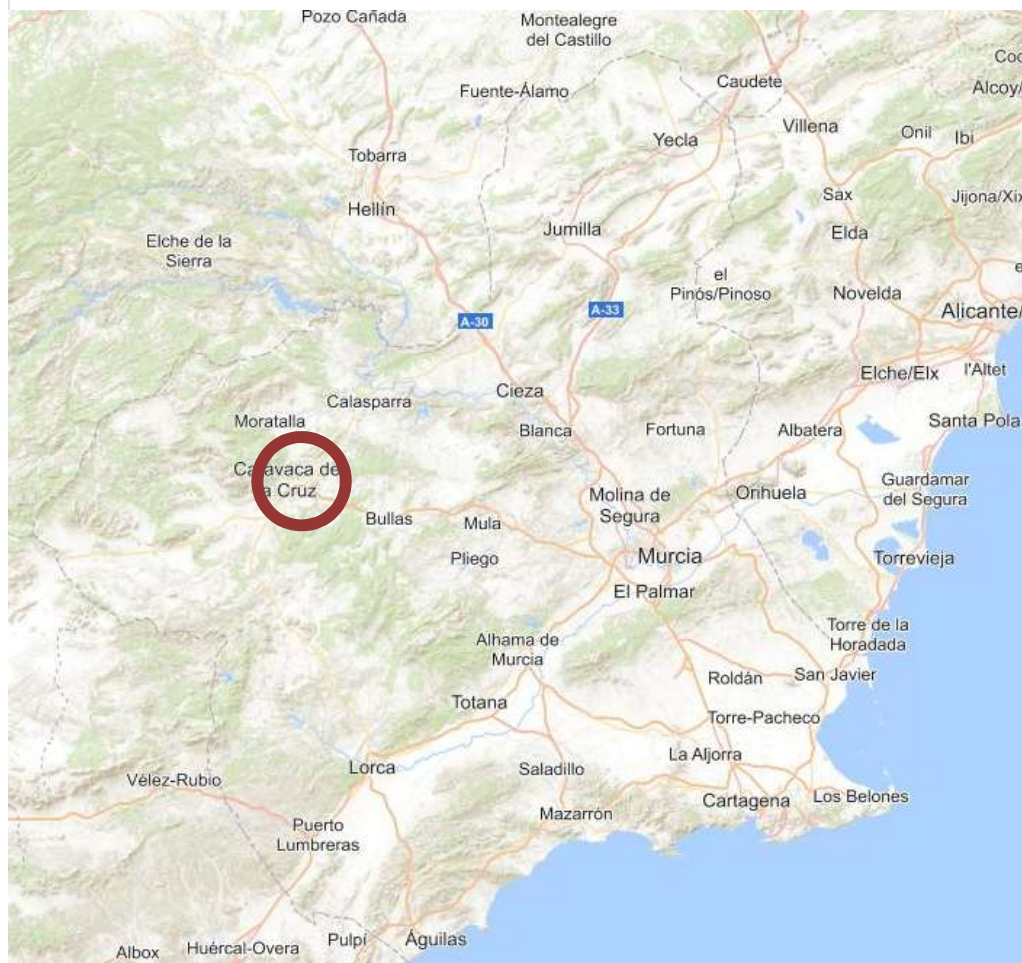 Pozo Cañada
Montealegre
del Castillo
Caudete
Fuente-Álamo
Alcoy/
Villena
Onil
Ibi
Yecla
Tobarra
Sax
Jijona/Xix
Hellín
Jumilla
Elda
Elche de la
Sierra
el
Pinós/Pinoso
Novelda
A-30
A-33
Alicante/
Elche/Elx
l'Altet
Cieza
Calasparra
Moratalla
Blanca
Fortuna
Albatera
Santa Pola
Caravaca de
la Cruz
Guardamar
del Segura
Molina de
Segura
Orihuela
Bullas
Mula
Pliego
Murcia
Torrevieja
El Palmar
Torre de la
Horadada
Alhama de
Murcia
Roldán
San Javier
Totana
Torre-Pacheco
La Aljorra
Lorca
Saladillo
Vélez-Rubio
Cartagena
Los Belones
Mazarrón
Puerto
Lumbreras
Albox
Huércal-Overa
Pulpí
Águilas